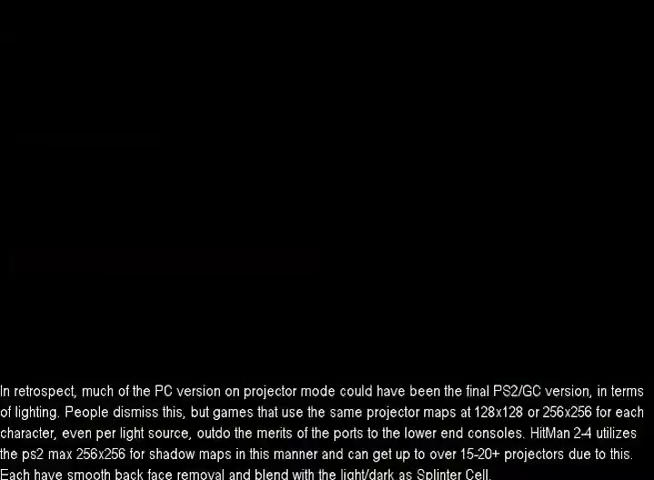 In retrospect, much of the PC version on projector mode could have been the final PS2/GC version, in terms
of lighting. People dismiss this, but games that use the same projector maps at 128x128 or 256x256 for each
character, even per light source, outdo the merits of the ports to the lower end consoles. HitMan 2-4 utilizes
the ps2 max 256x256 for shadow maps in this manner and can get up to over 15-20+ projectors due to this.
Each have smooth back face removal and blend with the light/dark as Splinter Cell.